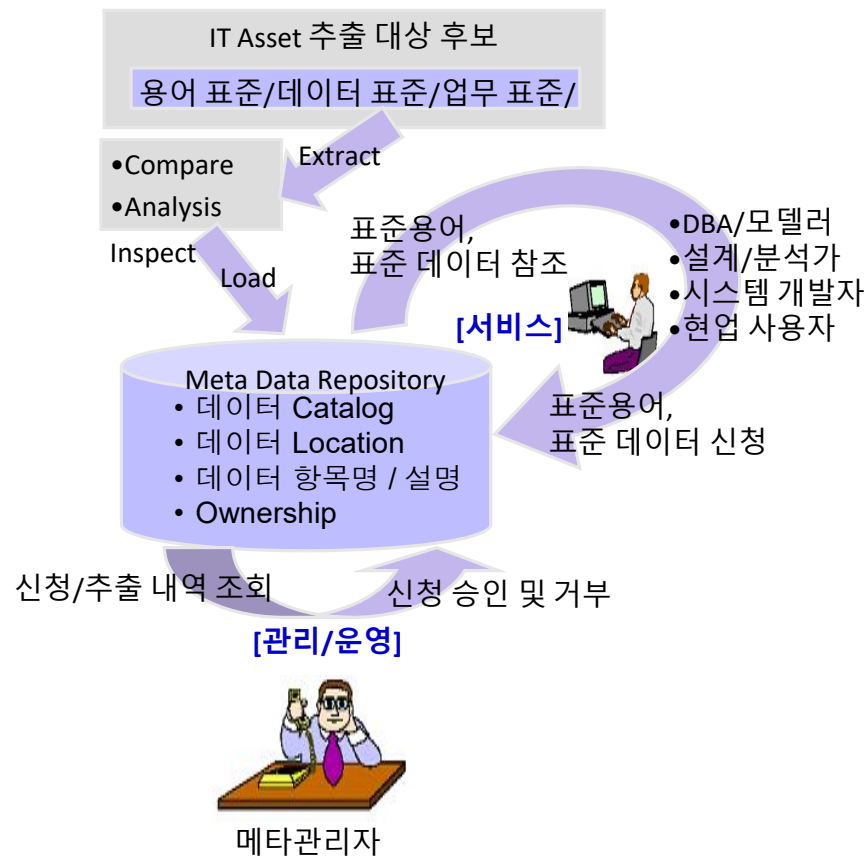 IT Asset 추출 대상 후보
용어 표준/데이터 표준/업무 표준/
•Compare
•Analysis
Extract
Inspect
Load
표준용어,
표준 데이터 참조
•DBA/모델러
•설계/분석가
•시스템 개발자
•현업 사용자
[서비스]
Meta Data Repository
• 데이터 Catalog
• 데이터 Location
• 데이터 항목명 / 설명
• Ownership
표준용어,
표준 데이터 신청
신청/추출 내역 조회
신청 승인 및 거부
[관리/운영]
메타관리자